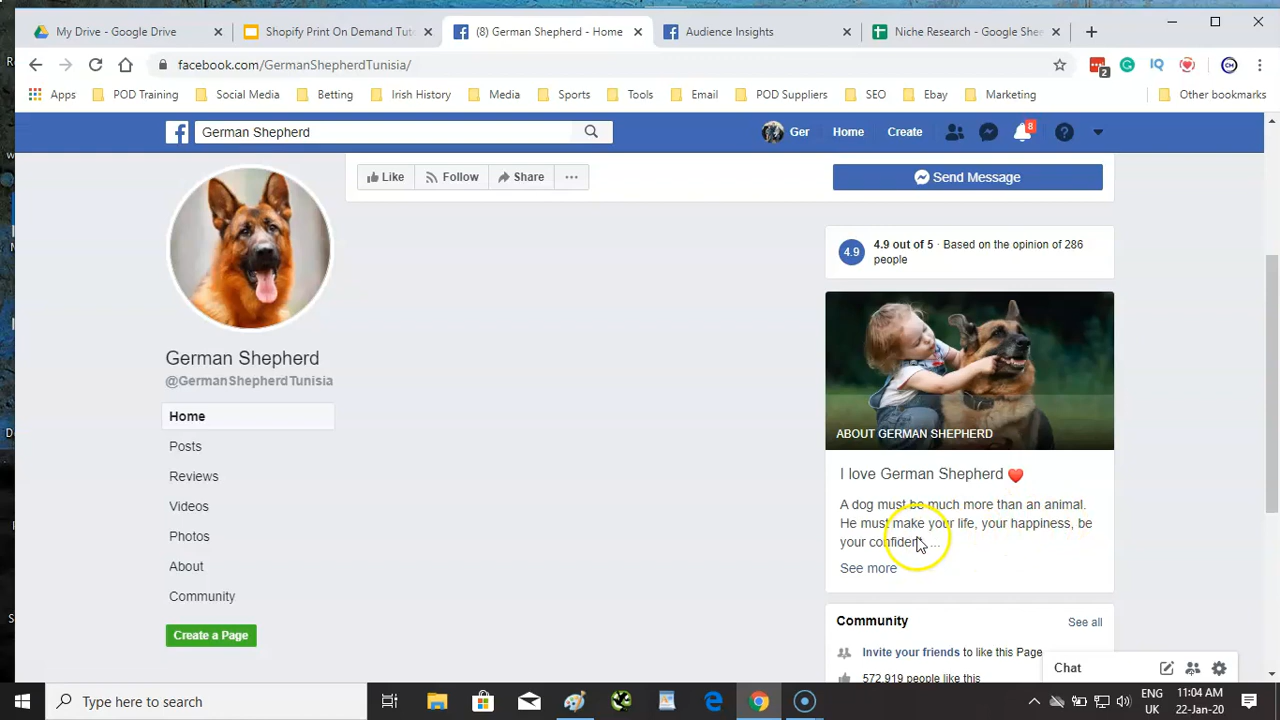 My Drive - Google Drive
Shopify Print On Demand Tut
(8) German Shepherd - Home
Audience Insights
Niche Research - Google She
facebook.com/GermanShepherdTunisia/
2
Apps
POD Training
Social Media
Betting
Irish History
Media
Sports
Tools
Email
POD Suppliers
SEO
Ebay
Marketing
Other bookmarks
German Shepherd
Ger
Home
Create
8
Like
Follow
Share
Send Message
4.9
4.9 out of 5 · Based on the opinion of 286
people
German Shepherd
@GermanShepherdTunisia
Home
Posts
Reviews
Videos
Photos
About
Community
Create a Page
ABOUT GERMAN SHEPHERD
I love German Shepherd ❤️
A dog must be much more than an animal.
He must make your life, your happiness, be
your confident ...
See more
Community
See all
Invite your friends to like this Page
572,919 people like this
Chat
Type here to search
ENG
UK
11:04 AM
22-Jan-20